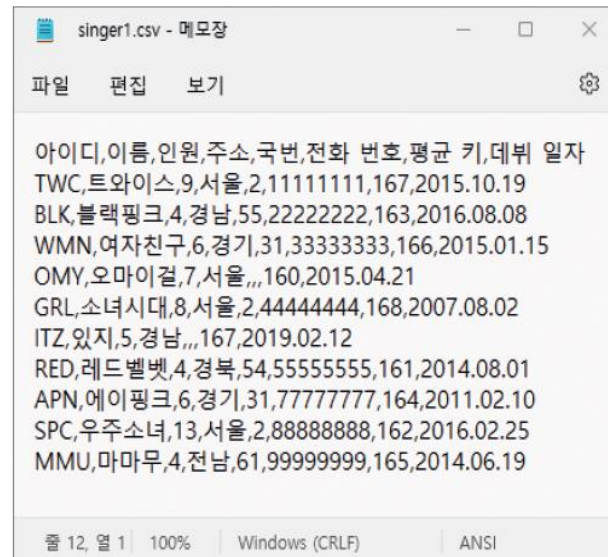 singer1.csv - 메모장
파일 편집 보기
아이디,이름,인원,주소,국번,전화 번호,평균 키,데뷔 일자
TWC,트와이스,9,서울,2,11111111,167,2015.10.19
BLK,블랙핑크,4,경남,55,22222222,163,2016.08.08
WMN,여자친구,6,경기,31,33333333,166,2015.01.15
OMY,오마이걸,7,서울,,,160,2015.04.21
GRL,소녀시대,8,서울,2,44444444,168,2007.08.02
ITZ,있지,5,경남,,,167,2019.02.12
RED,레드벨벳,4,경북,54,55555555,161,2014.08.01
APN,에이핑크,6,경기,31,77777777,164,2011.02.10
SPC,우주소녀,13,서울,2,88888888,162,2016.02.25
MMU,마마무,4,전남,61,99999999,165,2014.06.19
줄 12, 열 1 100% Windows (CRLF) ANSI